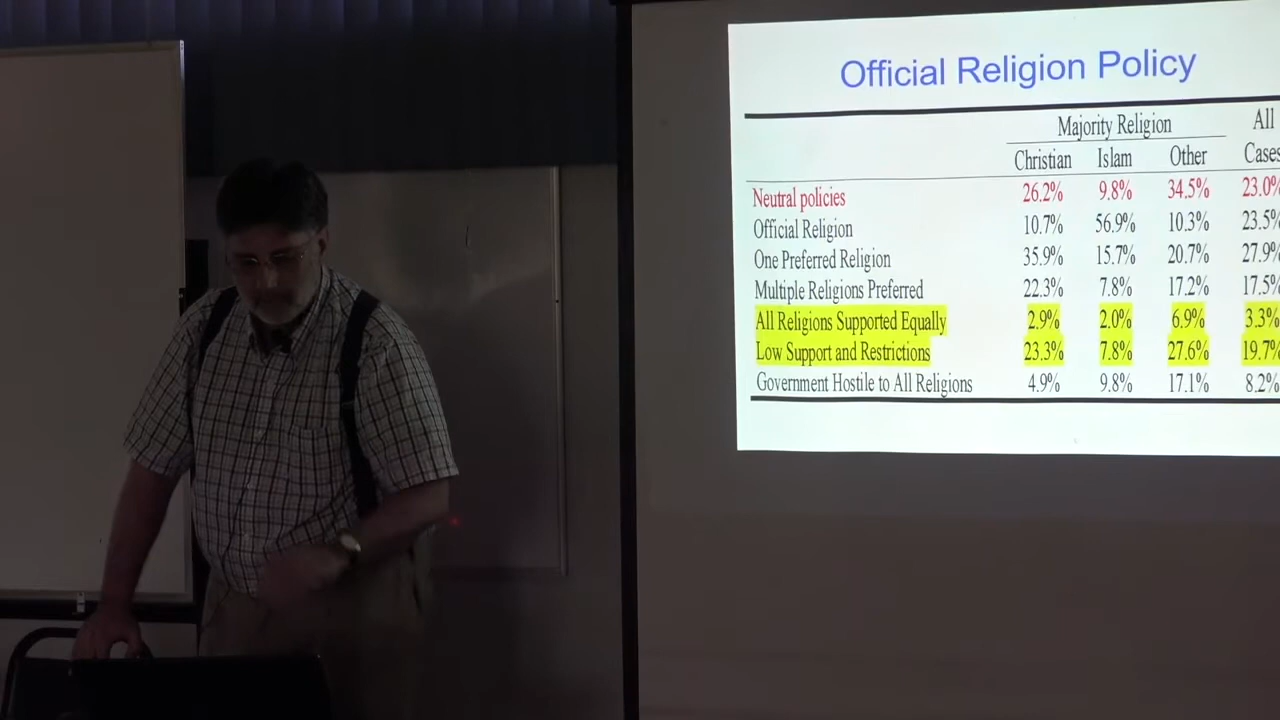 Official Religion Policy
Majority Religion All
Christian Islam Other Cases
Neutral policies 26.2% 9.8% 34.5% 23.0%
Official Religion 10.7% 56.9% 10.3% 23.5%
One Preferred Religion 35.9% 15.7% 20.7% 27.9%
Multiple Religions Preferred 22.3% 7.8% 17.2% 17.5%
All Religions Supported Equally 2.9% 2.0% 6.9% 3.3%
Low Support and Restrictions 23.3% 7.8% 27.6% 19.7%
Government Hostile to All Religions 4.9% 9.8% 17.1% 8.2%